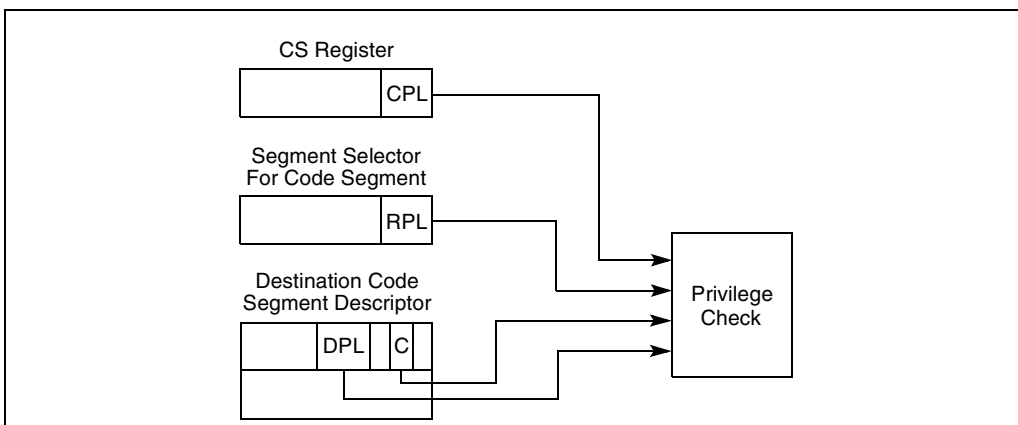 CS Register
CPL
Segment Selector
For Code Segment
RPL
Destination Code
Segment Descriptor
DPL
C
Privilege
Check